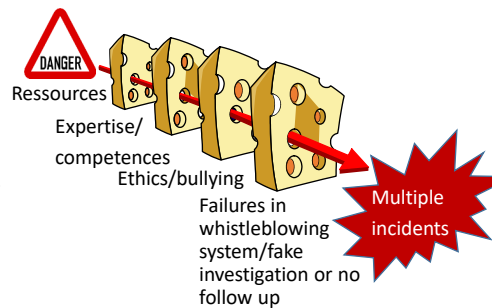 DANGER
Ressources
Expertise/
competences
Ethics/bullying
Failures in
whistleblowing
system/fake
investigation or no
follow up
Multiple
incidents